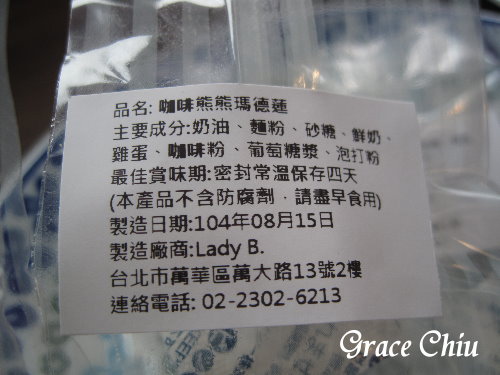 品名: 咖啡熊熊瑪德蓮
主要成分:奶油、麵粉、砂糖、鮮奶、
雞蛋、咖啡粉、葡萄糖漿、泡打粉
最佳賞味期:密封常溫保存四天
(本產品不含防腐劑．請盡早食用)
製造日期:104年08月15日
製造廠商:Lady B.
台北市萬華區萬大路13號2樓
連絡電話: 02-2302-6213
Grace Chiu